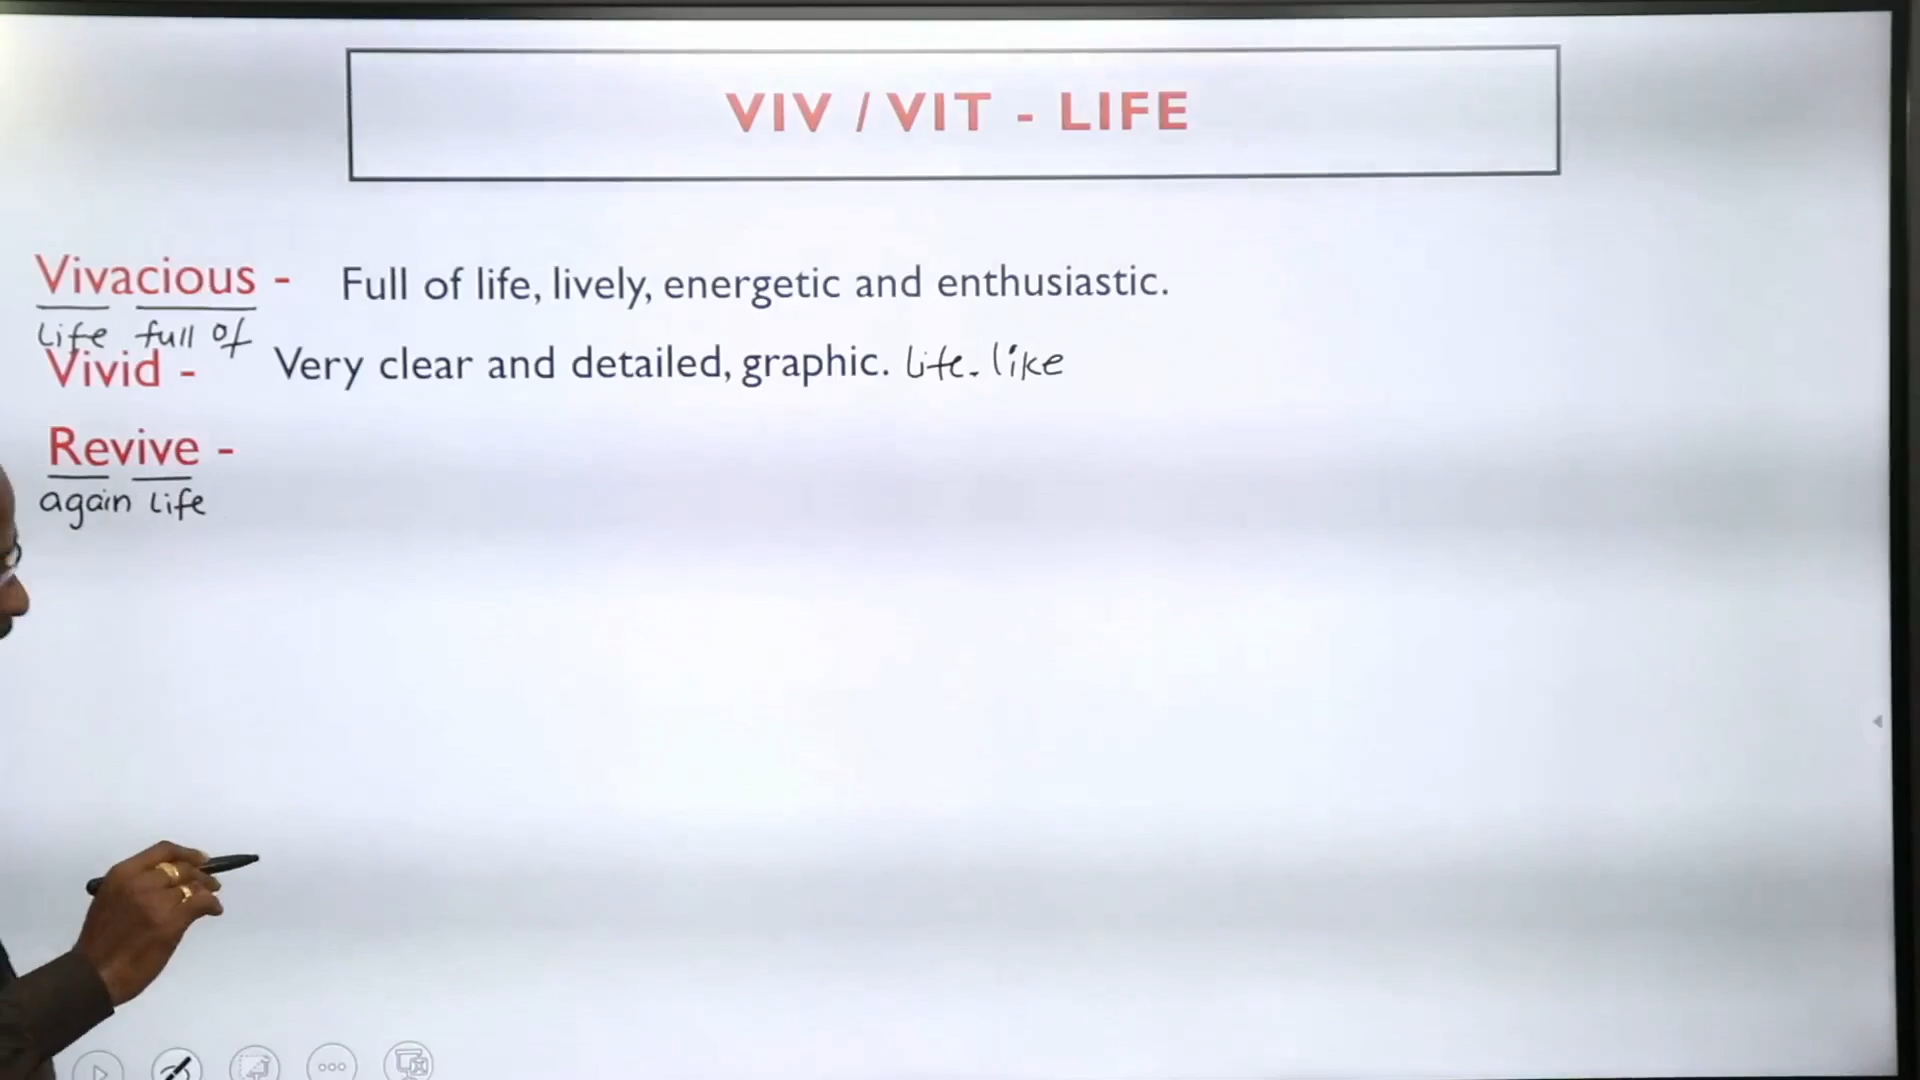 VIV / VIT - LIFE
Vivacious - Full of life, lively, energetic and enthusiastic.
Life full of
Vivid - Very clear and detailed, graphic. Life-like
Revive -
again Life